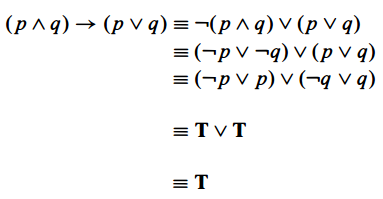 (p ∧ q) → (p ∨ q) ≡ ¬(p ∧ q) ∨ (p ∨ q)
≡ (¬p ∨ ¬q) ∨ (p ∨ q)
≡ (¬p ∨ p) ∨ (¬q ∨ q)
≡ T ∨ T
≡ T